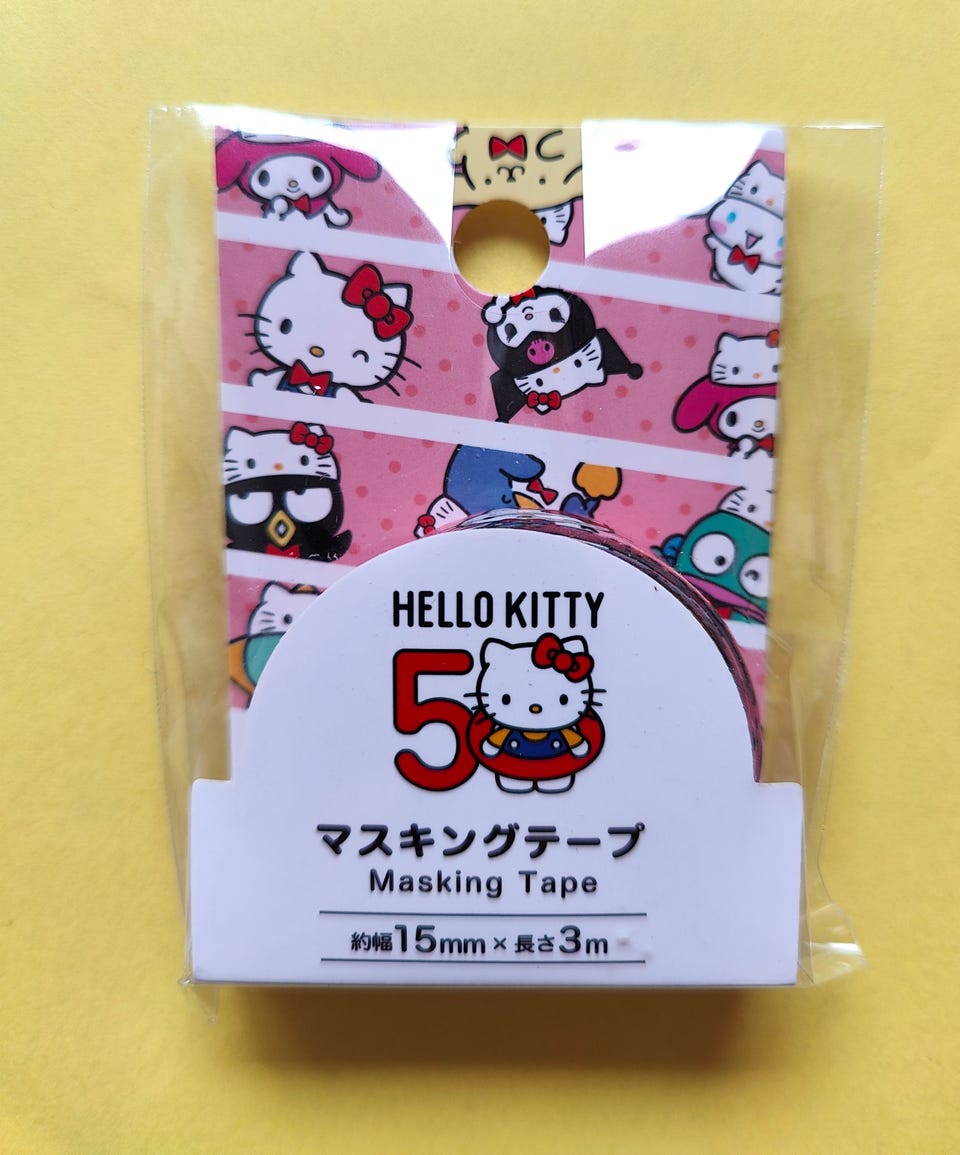 HELLO KITTY
50
マスキングテープ
Masking Tape
約幅15mm×長さ3m